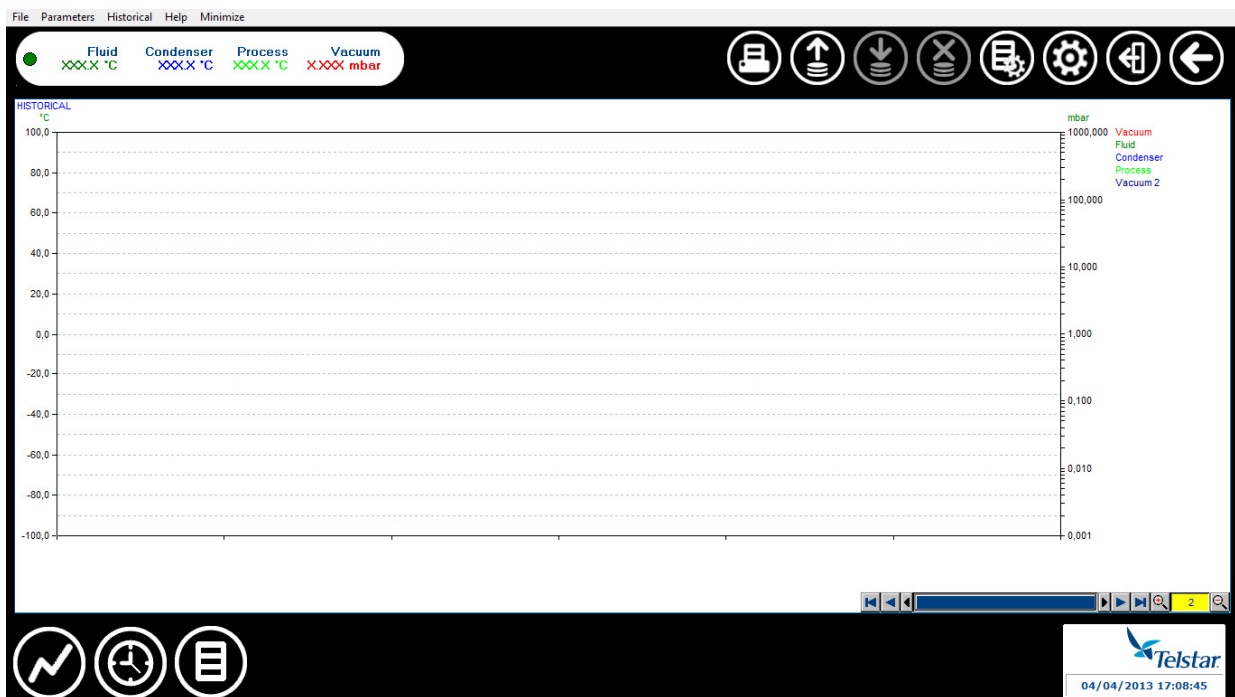 File Parameters Historical Help Minimize
Fluid Condenser Process Vacuum
XXX.X °C XXX.X °C XXX.X °C X.XXX mbar
HISTORICAL
°C mbar
100,0 1000,000 Vacuum
Fluid
Condenser
Process
Vacuum 2
80,0
100,000
60,0
40,0
10,000
20,0
0,0 1,000
-20,0
0,100
-40,0
-60,0
0,010
-80,0
-100,0 0,001
2
Telstar
04/04/2013 17:08:45